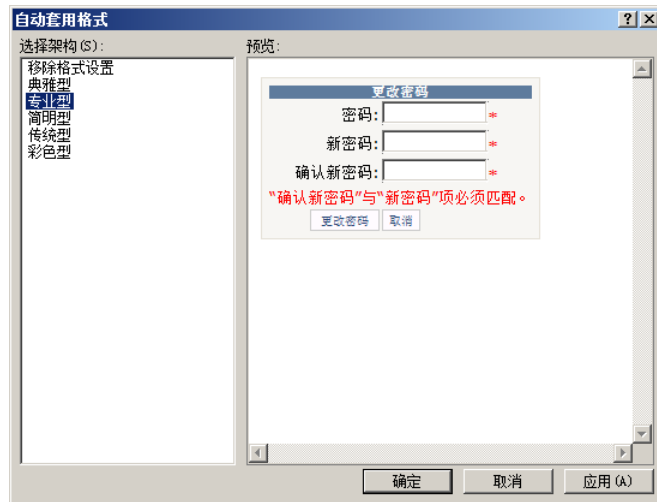 自动套用格式
选择架构(S):
预览:
移除格式设置
典雅型
专业型
简明型
传统型
彩色型
更改密码
密码: *
新密码: *
确认新密码: *
“确认新密码”与“新密码”项必须匹配。
更改密码 取消
确定 取消 应用(A)